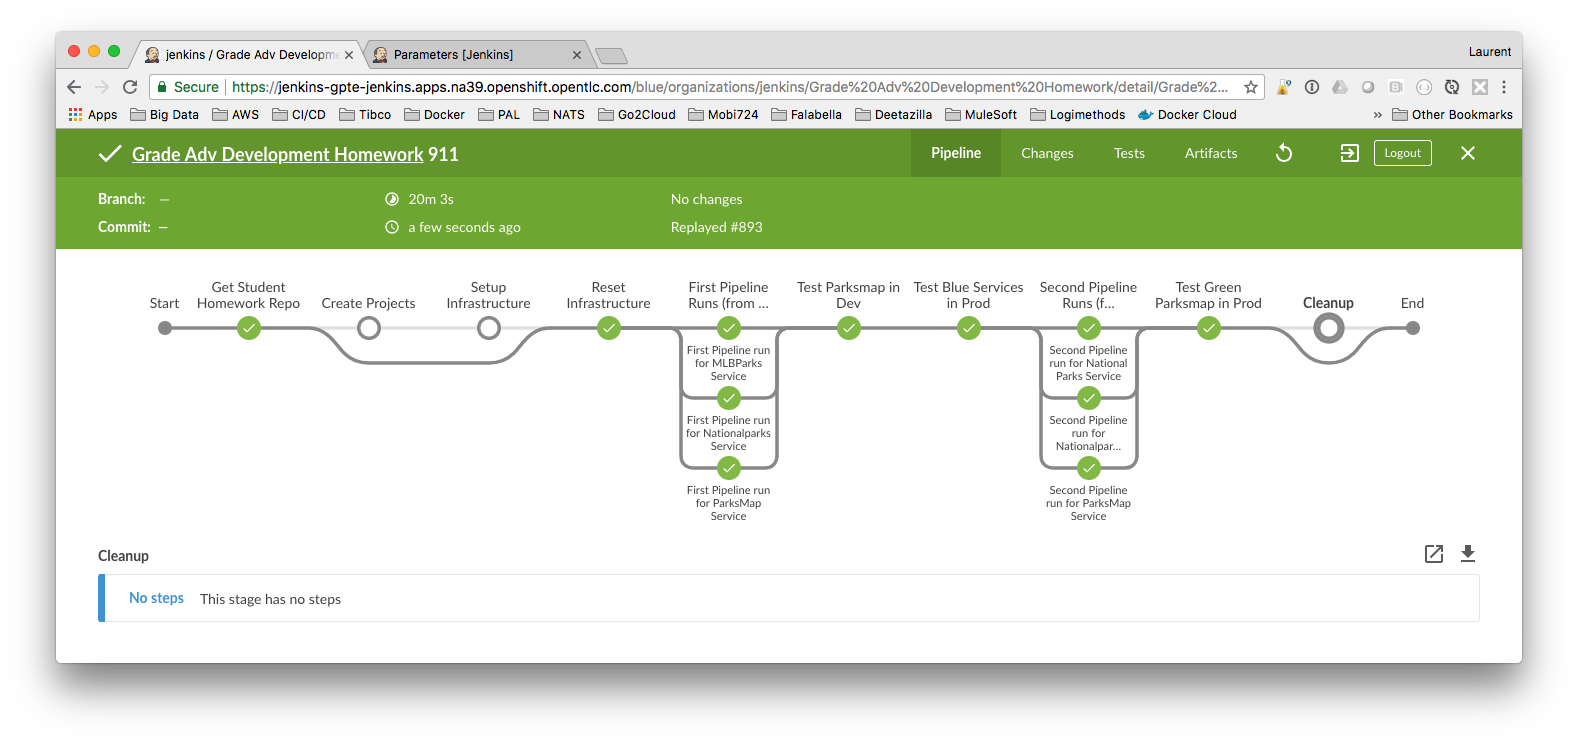 jenkins / Grade Adv Developme
Parameters [Jenkins]
Laurent
Secure
https://jenkins-gpte-jenkins.apps.na39.openshift.opentlc.com/blue/organizations/jenkins/Grade%20Adv%20Development%20Homework/detail/Grade%2...
Apps Big Data AWS CI/CD Tibco Docker PAL NATS Go2Cloud Mobi724 Falabella Deetazilla MuleSoft Logimethods Docker Cloud » Other Bookmarks
Grade Adv Development Homework 911
Pipeline Changes Tests Artifacts Logout
Branch: — 20m 3s No changes
Commit: — a few seconds ago Replayed #893
Start
Get Student
Homework Repo
Create Projects
Setup
Infrastructure
Reset
Infrastructure
First Pipeline
Runs (from ...
Test Parksmap in
Dev
Test Blue Services
in Prod
Second Pipeline
Runs (f...
Test Green
Parksmap in Prod
Cleanup
End
First Pipeline run
for MLBParks
Service
First Pipeline run
for Nationalparks
Service
First Pipeline run
for ParksMap
Service
Second Pipeline
run for National
Parks Service
Second Pipeline
run for
Nationalpar...
Second Pipeline
run for ParksMap
Service
Cleanup
No steps This stage has no steps